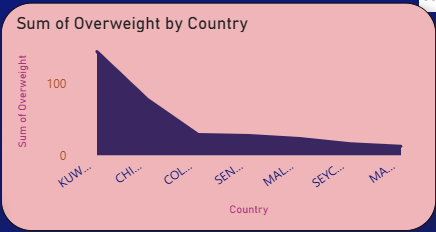 Sum of Overweight by Country
Sum of Overweight
100
0
KUW...
CHI...
COL...
SEN...
MAL...
SEYC...
MA...
Country